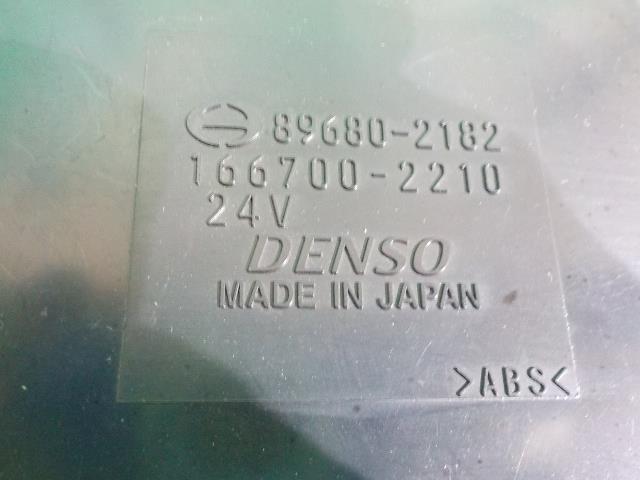 89680-2182
166700-2210
24V
DENSO
MADE IN JAPAN
>ABS<